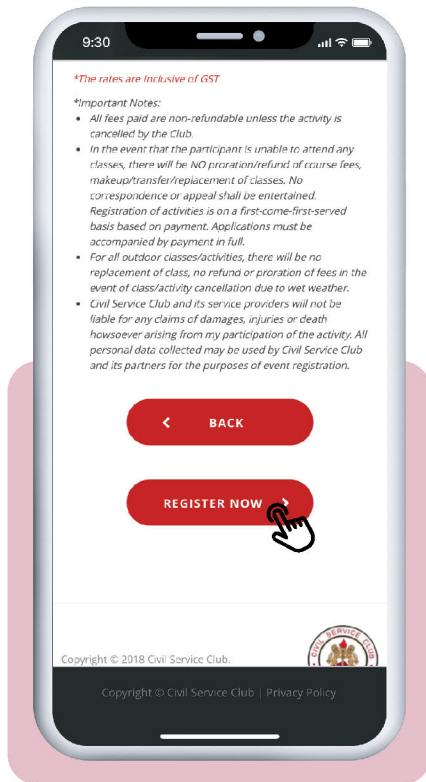 9:30
*The rates are Inclusive of GST
*Important Notes:
• All fees paid are non-refundable unless the activity is
cancelled by the Club.
• In the event that the participant is unable to attend any
classes, there will be NO proration/refund of course fees,
makeup/transfer/replacement of classes. No
correspondence or appeal shall be entertained.
Registration of activities is on a first-come-first-served
basis based on payment. Applications must be
accompanied by payment in full.
• For all outdoor classes/activities, there will be no
replacement of class, no refund or proration of fees in the
event of class/activity cancellation due to wet weather.
• Civil Service Club and its service providers will not be
liable for any claims of damages, injuries or death
howsoever arising from my participation of the activity. All
personal data collected may be used by Civil Service Club
and its partners for the purposes of event registration.
BACK
REGISTER NOW
CIVIL SERVICE CLUB
Copyright © 2018 Civil Service Club.
Copyright © Civil Service Club | Privacy Policy